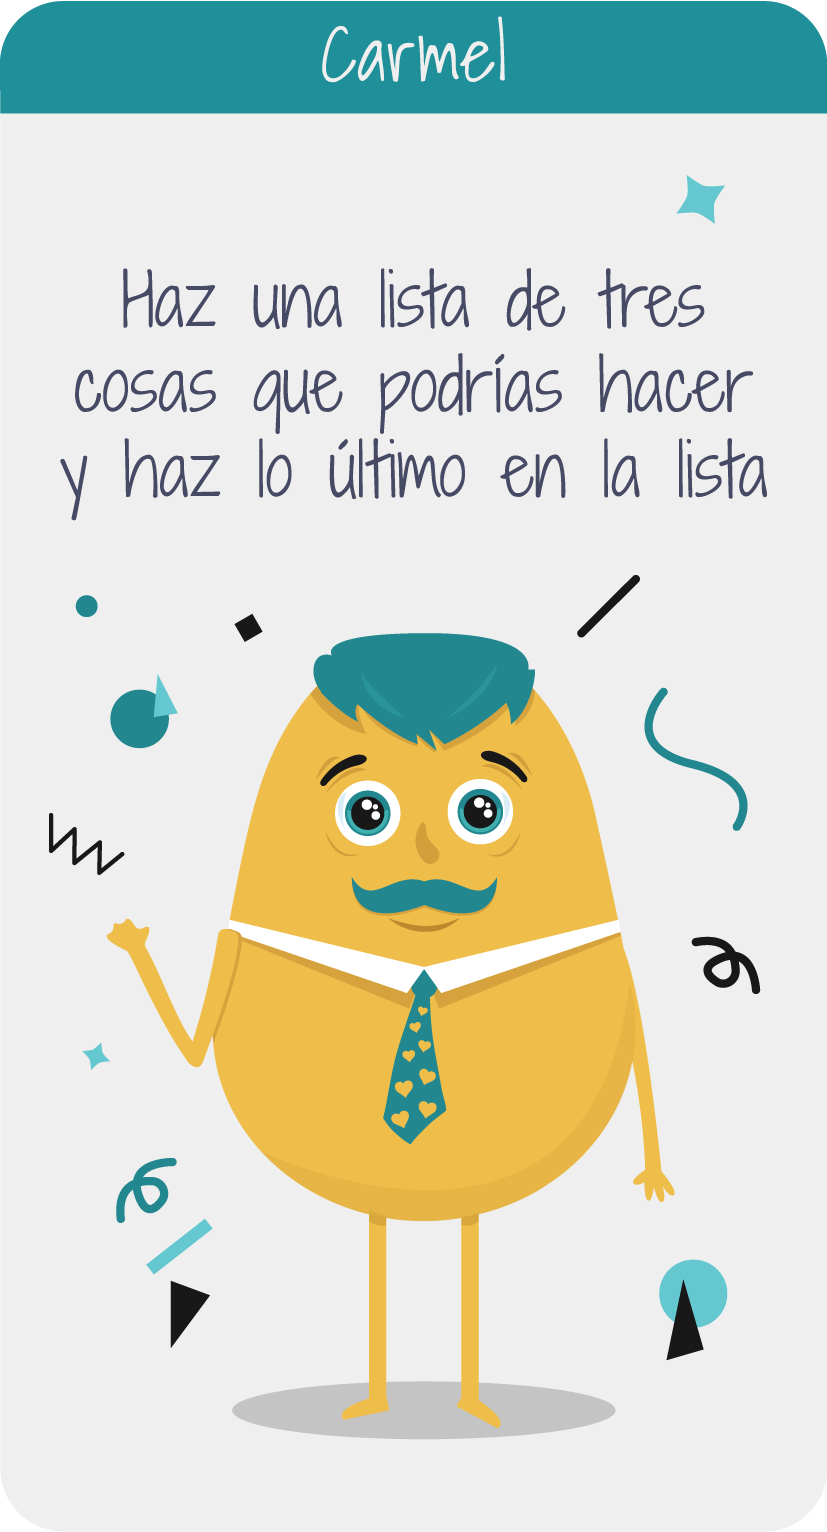 Carmel
Haz una lista de tres
cosas que podrías hacer
y haz lo último en la lista